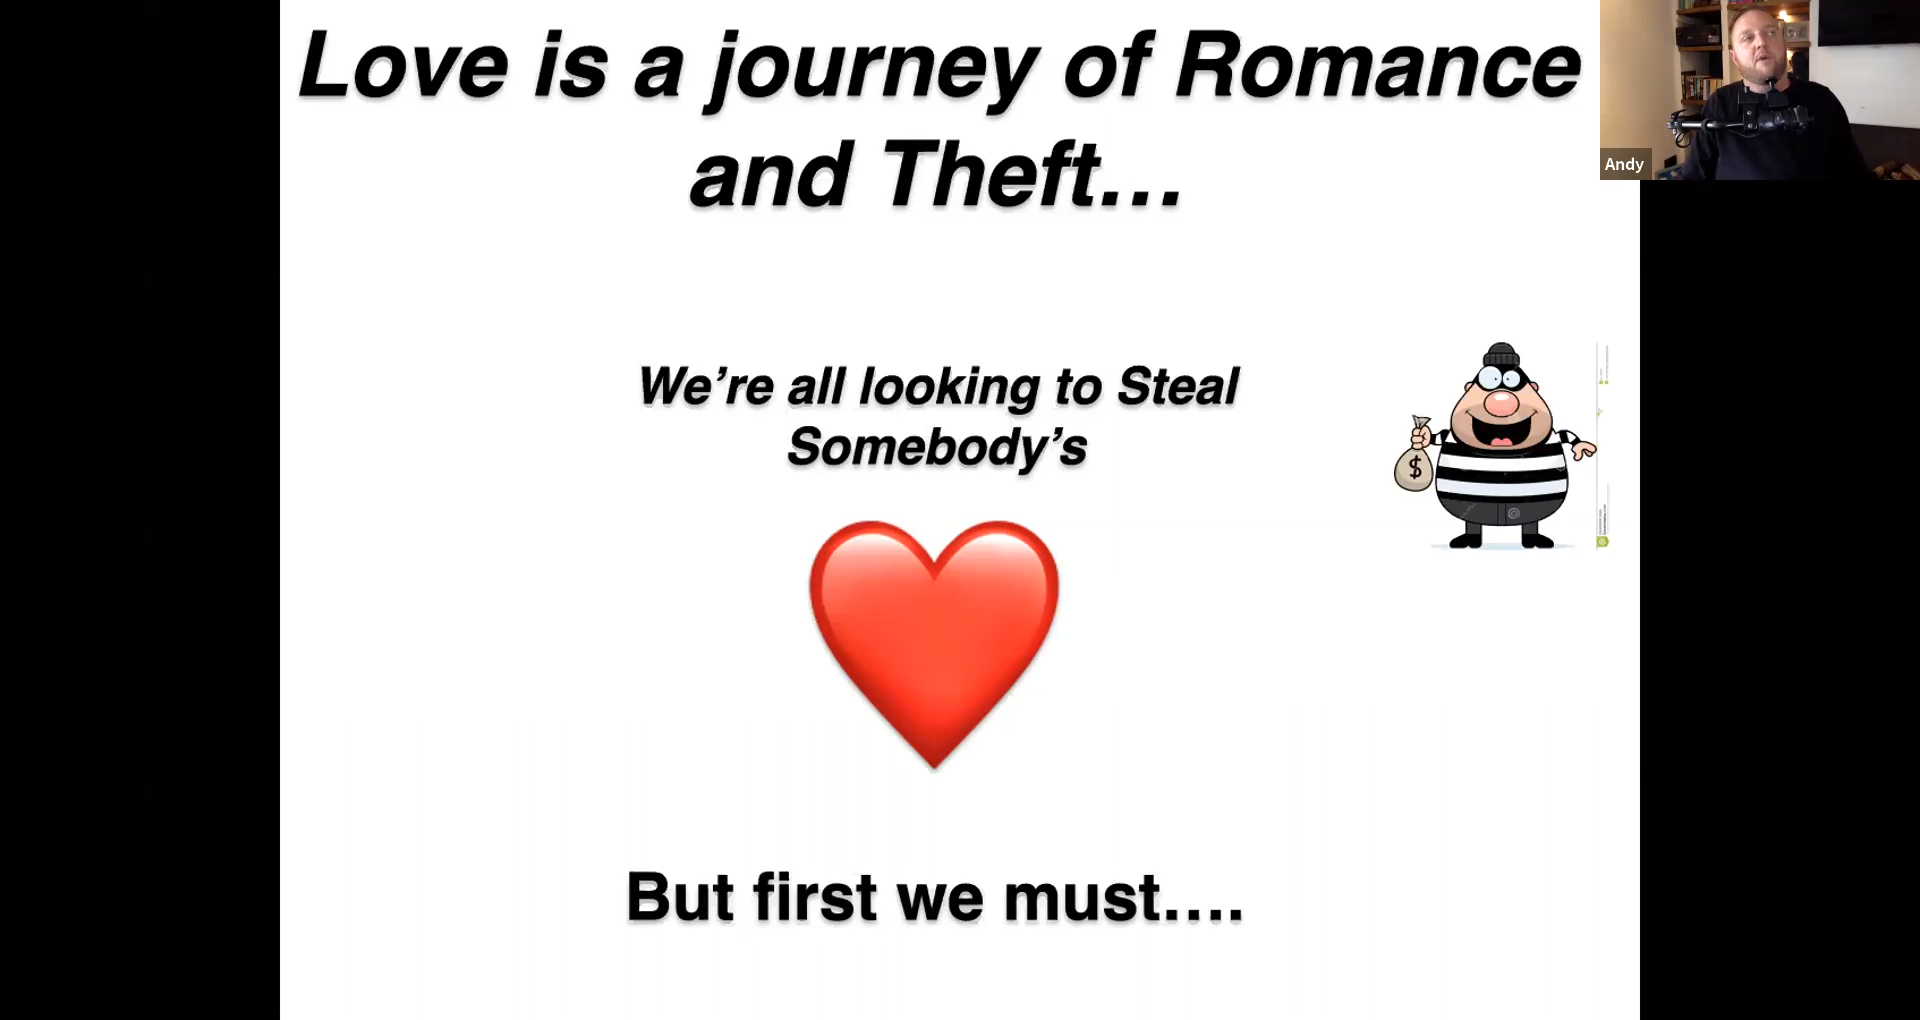 Love is a journey of Romance
and Theft…
Andy
We’re all looking to Steal
Somebody’s
$
But first we must….